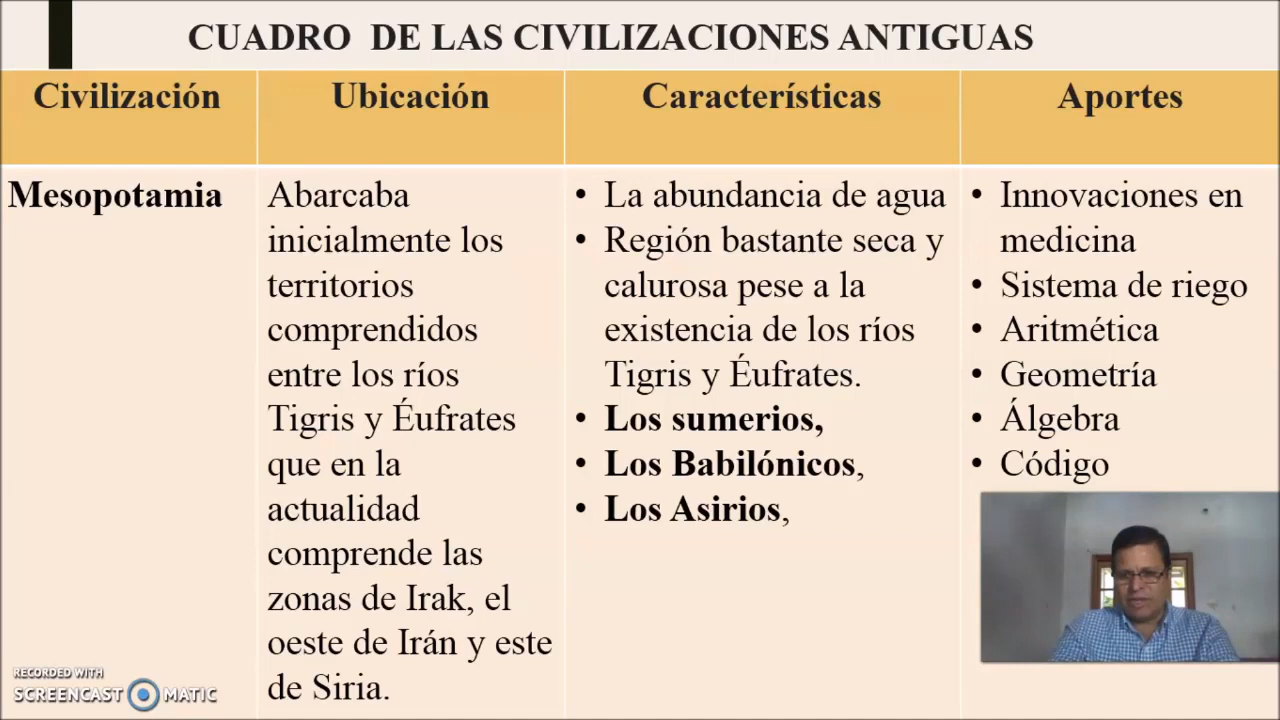 CUADRO DE LAS CIVILIZACIONES ANTIGUAS
Civilización
Ubicación
Características
Aportes
Mesopotamia
Abarcaba
inicialmente los
territorios
comprendidos
entre los ríos
Tigris y Éufrates
que en la
actualidad
comprende las
zonas de Irak, el
oeste de Irán y este
de Siria.
• La abundancia de agua
• Región bastante seca y
calurosa pese a la
existencia de los ríos
Tigris y Éufrates.
• Los sumerios,
• Los Babilónicos,
• Los Asirios,
• Innovaciones en
medicina
• Sistema de riego
• Aritmética
• Geometría
• Álgebra
• Código
RECORDED WITH
SCREENCAST MATIC